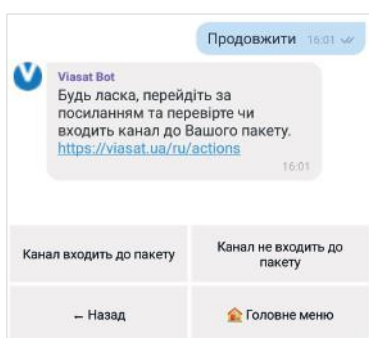 Продовжити 16:01
Viasat Bot
Будь ласка, перейдіть за
посиланням та перевірте чи
входить канал до Вашого пакету.
https://viasat.ua/ru/actions
16:01
Канал входить до пакету
Канал не входить до
пакету
← Назад
🏠 Головне меню